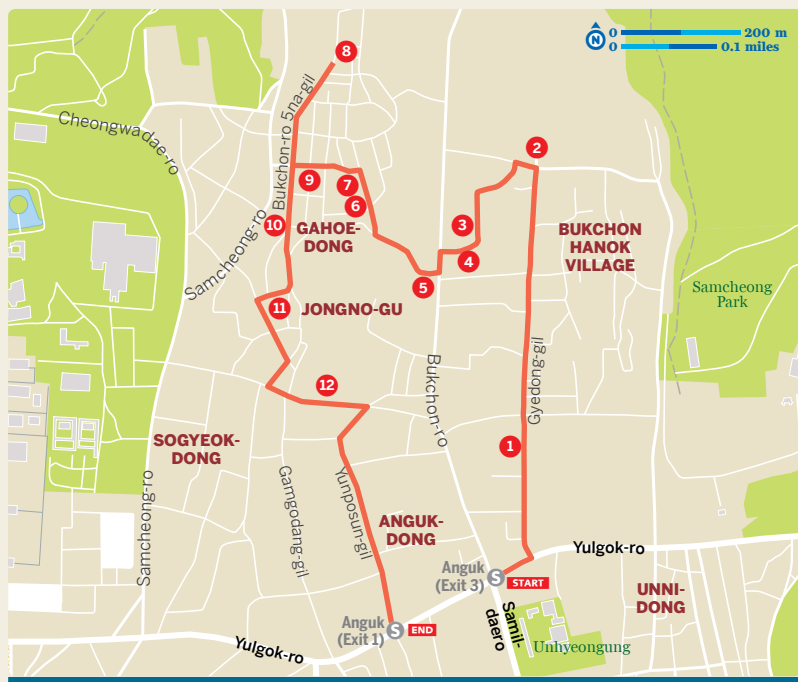 8
0 200 m
N
0 0.1 miles
Cheongwadae-ro
Bukchon-ro 5na-gil
2
9
7
6
10
3
GAHOE-
DONG
4
BUKCHON
HANOK
VILLAGE
Samcheong-ro
5
Samcheong
Park
11
JONGNO-GU
Gyedong-gil
12
Bukchon-ro
1
SOGYEOK-
DONG
Gamgodang-gil
Yunposun-gil
Samcheong-ro
ANGUK-
DONG
Yulgok-ro
Anguk
(Exit 3)
S
START
UNNI-
DONG
Samil-
daero
Anguk
(Exit 1)
S
END
Unhyeongung
Yulgok-ro